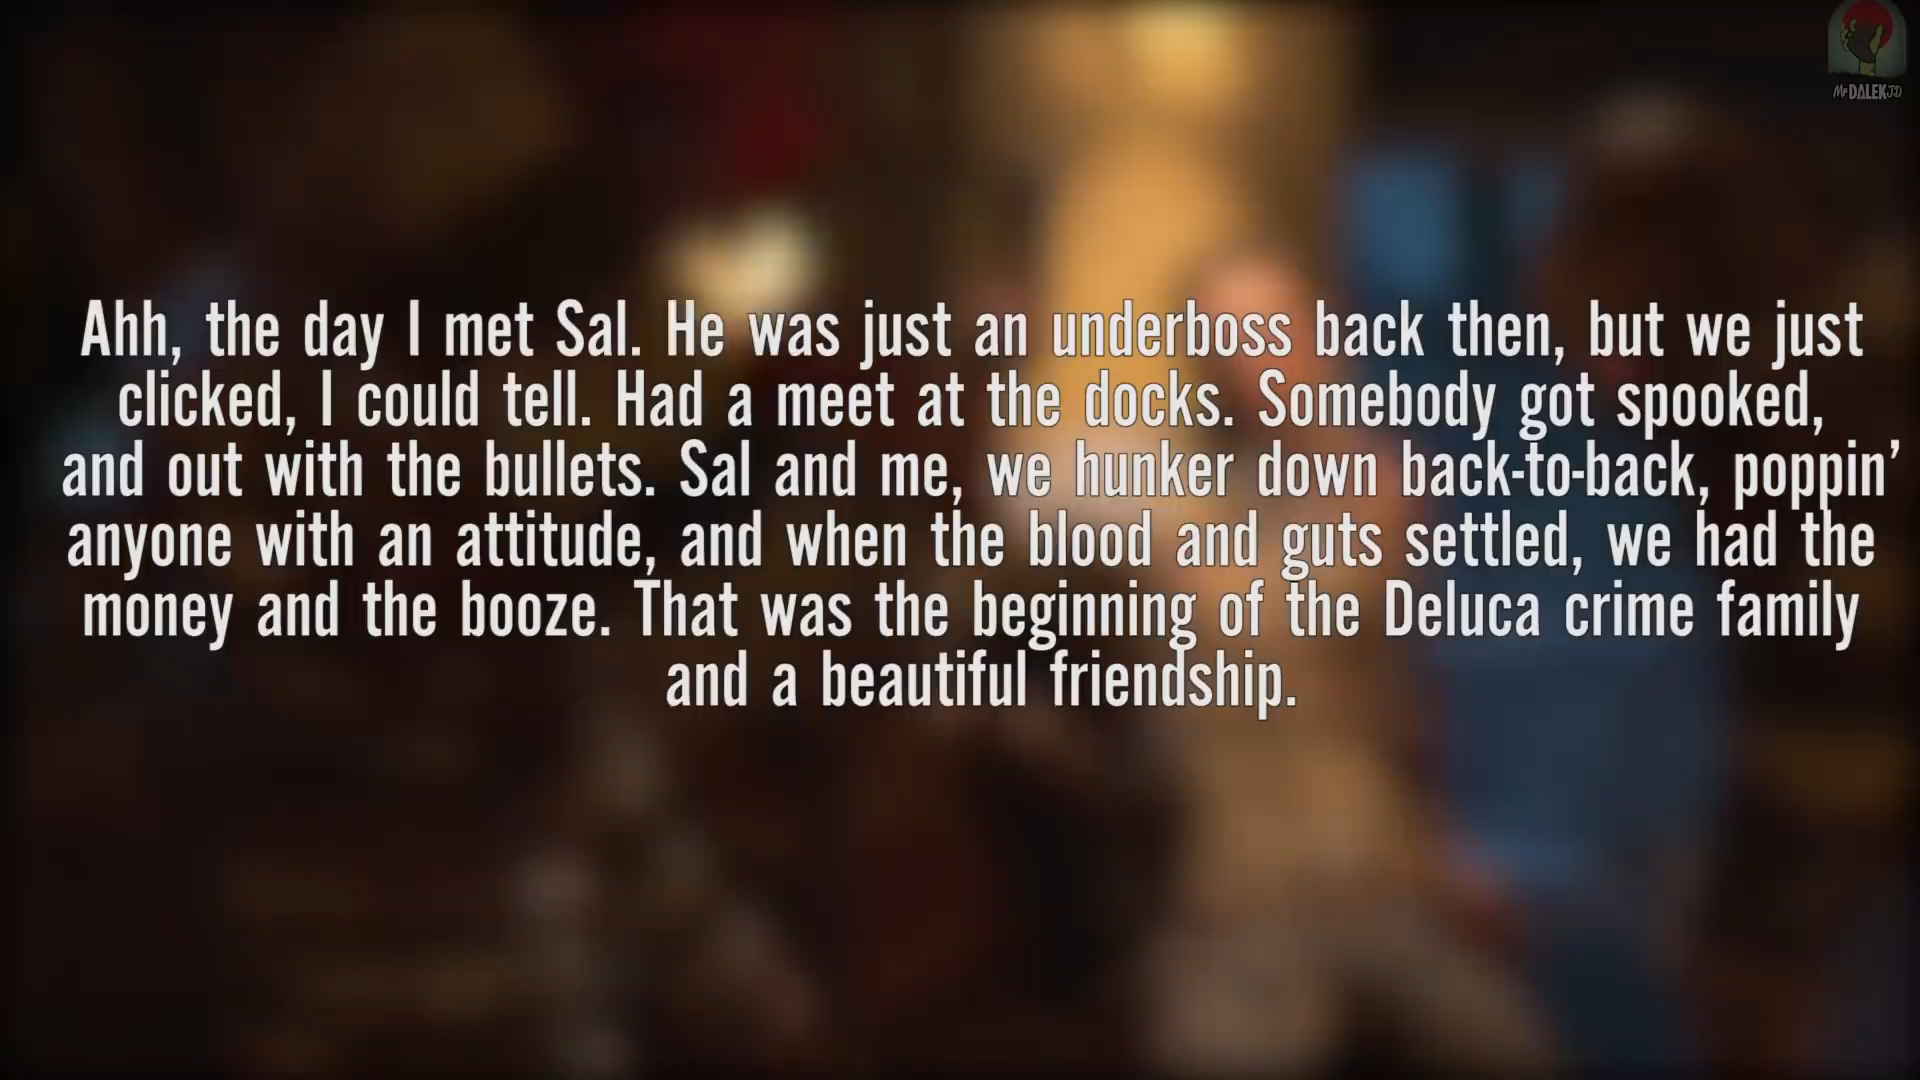 MrDALEKJD
Ahh, the day I met Sal. He was just an underboss back then, but we just
clicked, I could tell. Had a meet at the docks. Somebody got spooked,
and out with the bullets. Sal and me, we hunker down back-to-back, poppin’
anyone with an attitude, and when the blood and guts settled, we had the
money and the booze. That was the beginning of the Deluca crime family
and a beautiful friendship.